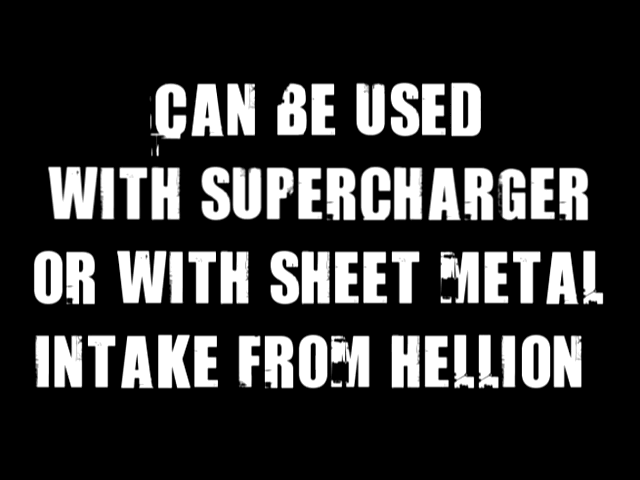 CAN BE USED
WITH SUPERCHARGER
OR WITH SHEET METAL
INTAKE FROM HELLION